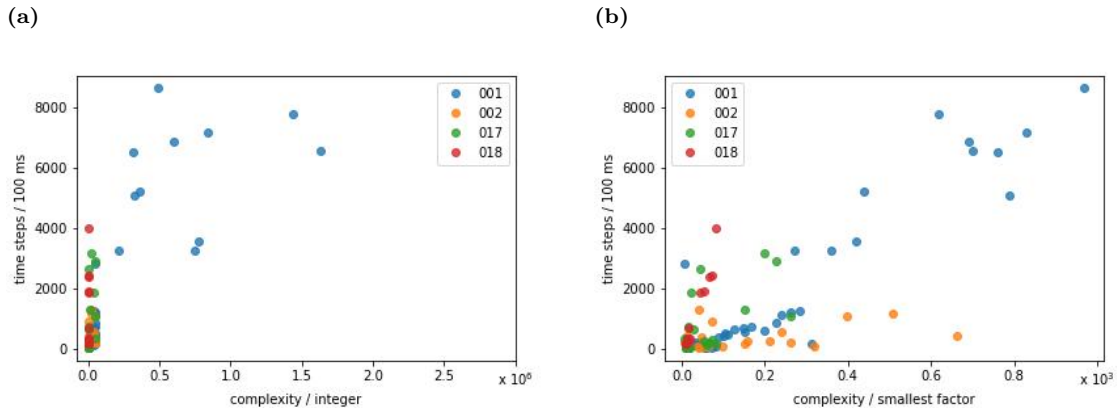 (a)
8000
6000
4000
2000
0
time steps / 100 ms
001
002
017
018
0.0 0.5 1.0 1.5 2.0 2.5 3.0
x 10⁶
complexity / integer
(b)
8000
6000
4000
2000
0
time steps / 100 ms
001
002
017
018
0.0 0.2 0.4 0.6 0.8
x 10³
complexity / smallest factor